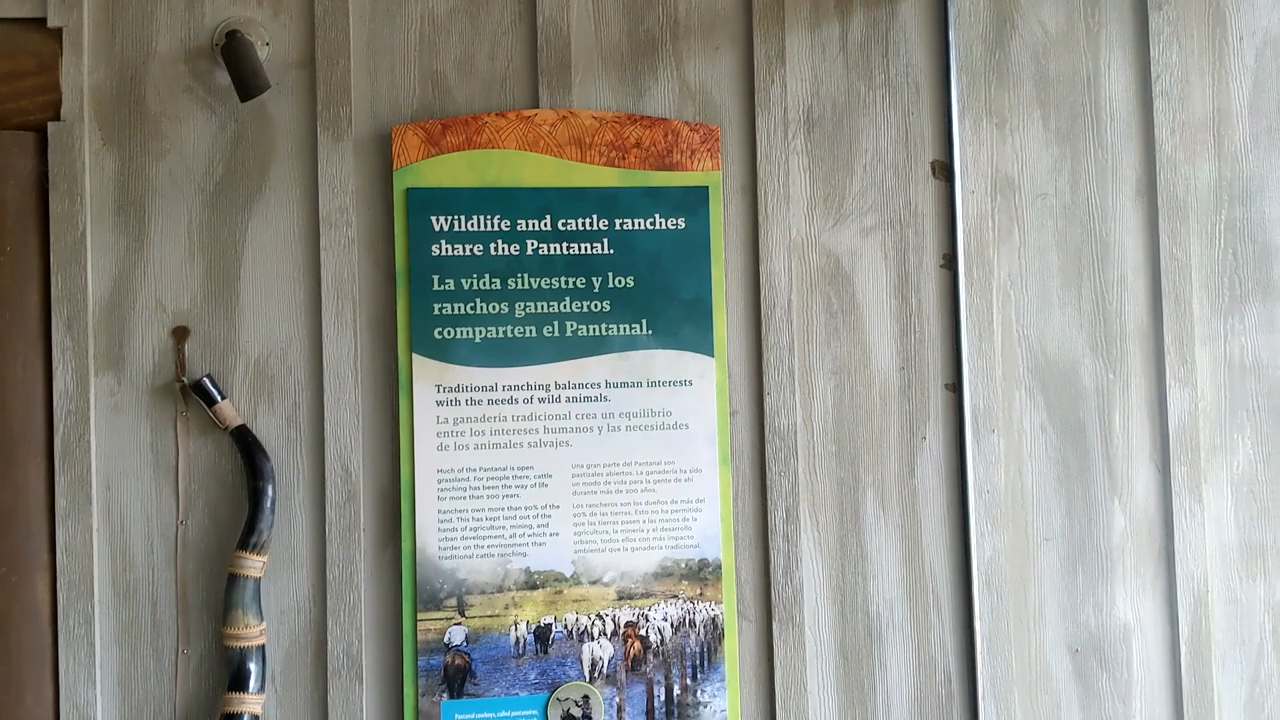 Wildlife and cattle ranches
share the Pantanal.
La vida silvestre y los
ranchos ganaderos
comparten el Pantanal.
Traditional ranching balances human interests
with the needs of wild animals.
La ganadería tradicional crea un equilibrio
entre los intereses humanos y las necesidades
de los animales salvajes.
Much of the Pantanal is open
grassland. For people there, cattle
ranching has been the way of life
for more than 200 years.
Ranchers own more than 90% of the
land. This has kept land out of the
hands of agriculture, mining, and
urban development, all of which are
harder on the environment than
traditional cattle ranching.
Una gran parte del Pantanal son
pastizales abiertos. La ganadería ha sido
un modo de vida para la gente de ahí
durante más de 200 años.
Los rancheros son los dueños de más del
90% de las tierras. Esto no ha permitido
que las tierras pasen a las manos de la
agricultura, la minería y el desarrollo
urbano, todos ellos con más impacto
ambiental que la ganadería tradicional.
Pantanal cowboys, called pantaneiros,